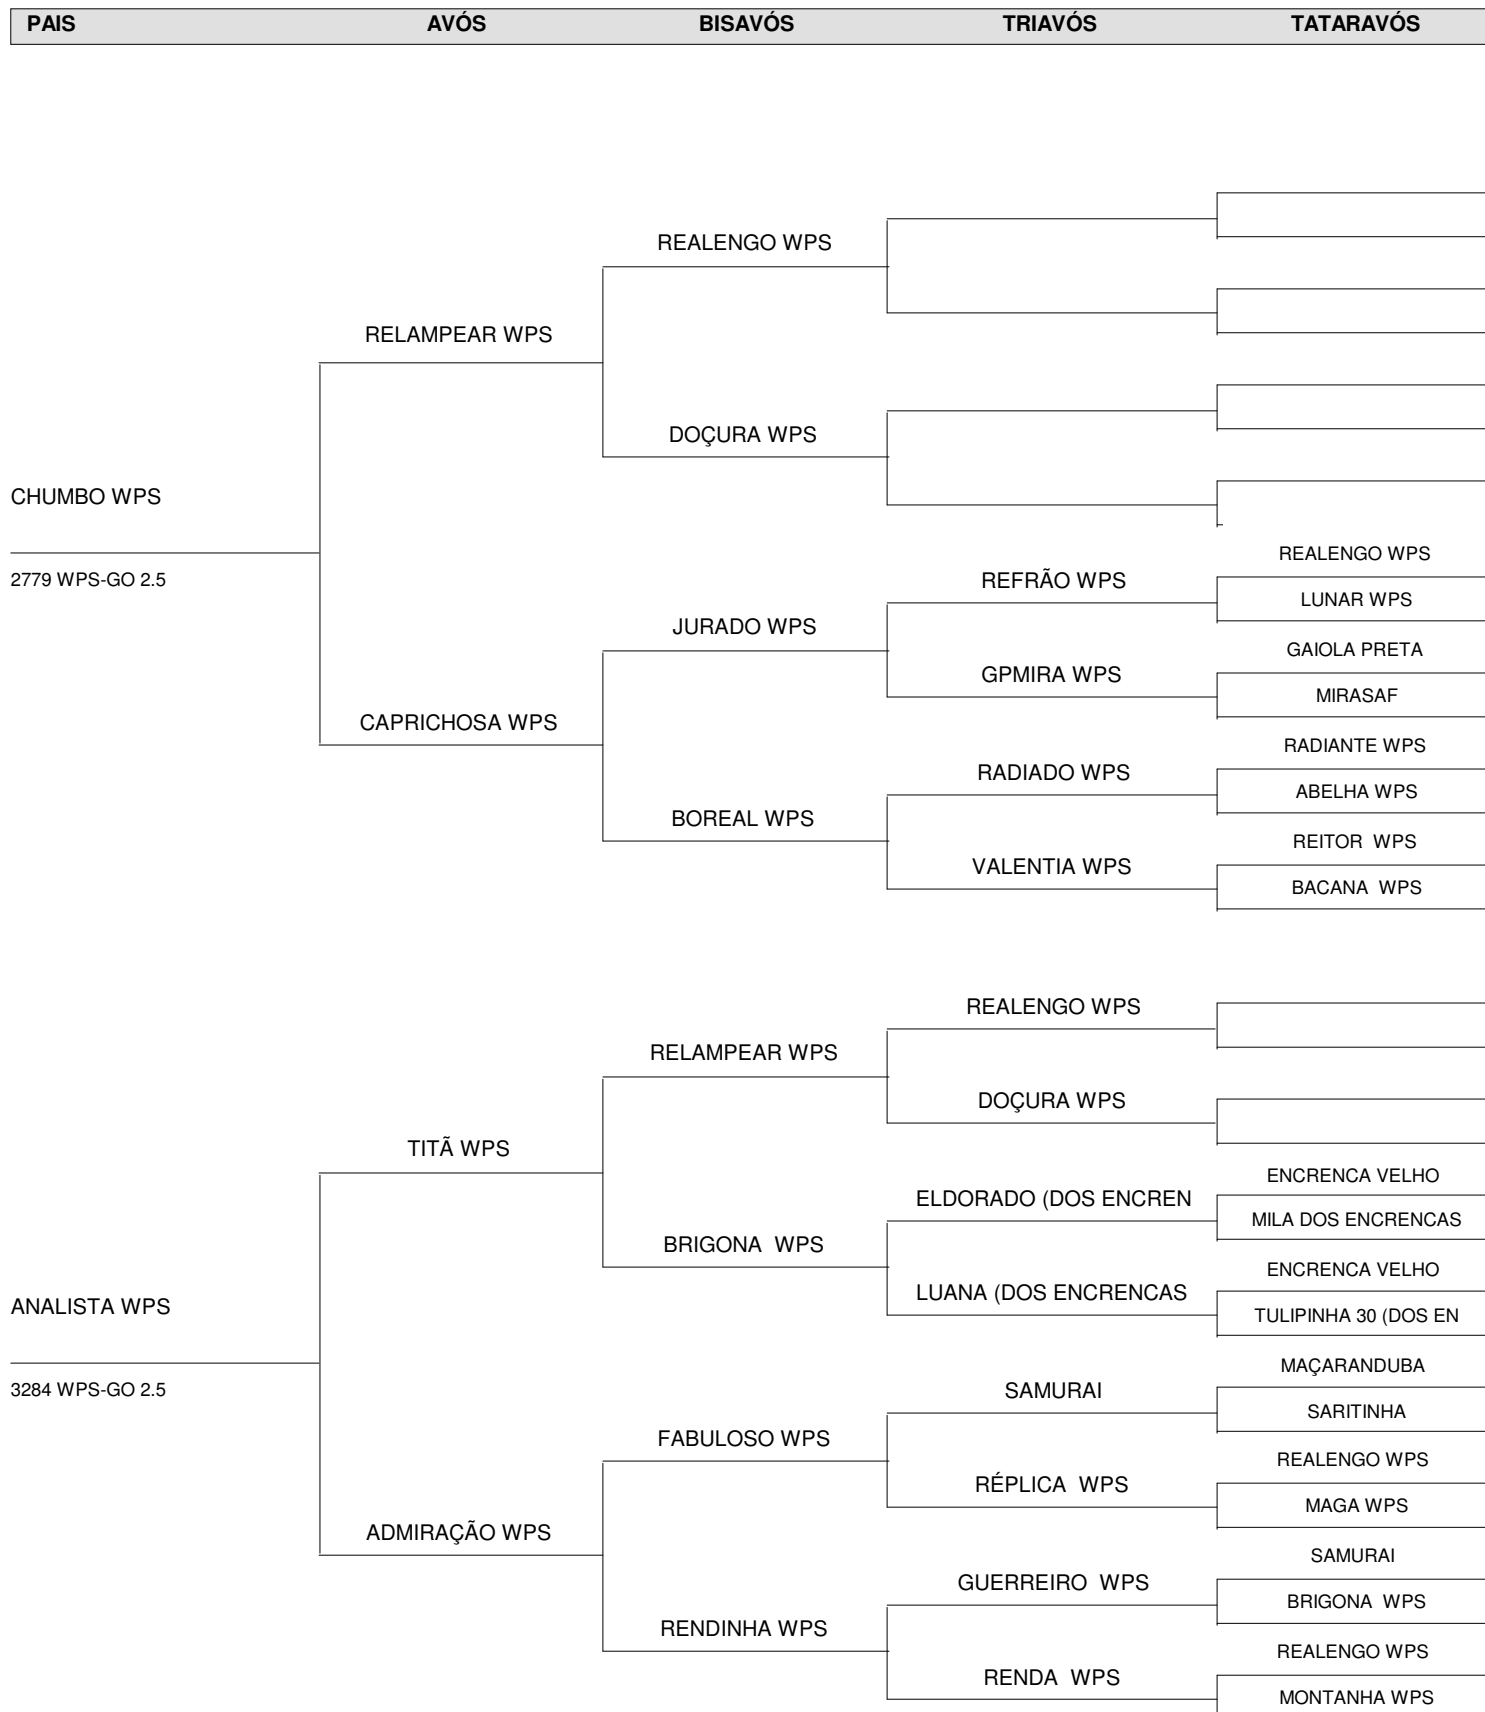 PAIS AVÓS BISAVÓS TRIAVÓS TATARAVÓS
REALENGO WPS
RELAMPEAR WPS
DOÇURA WPS
CHUMBO WPS
2779 WPS-GO 2.5
REALENGO WPS
REFRÃO WPS
LUNAR WPS
JURADO WPS
GAIOLA PRETA
GPMIRA WPS
MIRASAF
CAPRICHOSA WPS
RADIANTE WPS
RADIADO WPS
ABELHA WPS
BOREAL WPS
REITOR WPS
VALENTIA WPS
BACANA WPS
REALENGO WPS
RELAMPEAR WPS
DOÇURA WPS
TITÃ WPS
ENCRENCA VELHO
ELDORADO (DOS ENCREN
MILA DOS ENCRENCAS
BRIGONA WPS
ENCRENCA VELHO
LUANA (DOS ENCRENCAS
TULIPINHA 30 (DOS EN
ANALISTA WPS
3284 WPS-GO 2.5
MAÇARANDUBA
SAMURAI
SARITINHA
FABULOSO WPS
REALENGO WPS
RÉPLICA WPS
MAGA WPS
ADMIRAÇÃO WPS
SAMURAI
GUERREIRO WPS
BRIGONA WPS
RENDINHA WPS
REALENGO WPS
RENDA WPS
MONTANHA WPS